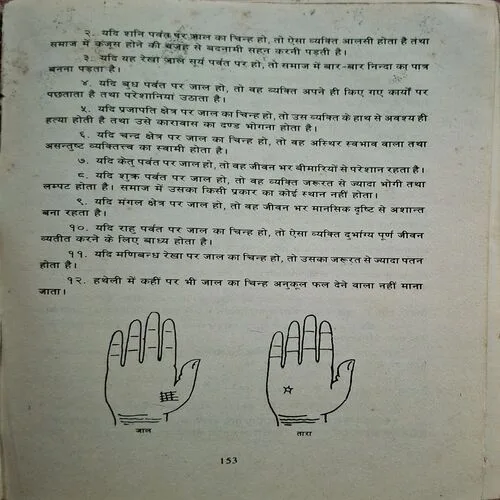 २. यदि शनि पर्वत पर जाल का चिन्ह हो, तो ऐसा व्यक्ति आलसी होता है तथा
समाज में कंजूस होने की वजह से बदनामी सहन करनी पड़ती है।
३. यदि यह रेखा जाल सूर्य पर्वत पर हो, तो समाज में बार-बार निन्दा का पात्र
बनना पड़ता है।
४. यदि बुध पर्वत पर जाल हो, तो वह व्यक्ति अपने ही किए गए कार्यों पर
पछताता है तथा परेशानियां उठाता है।
५. यदि प्रजापति क्षेत्र पर जाल का चिन्ह हो, तो उस व्यक्ति के हाथ से अवश्य ही
हत्या होती है तथा उसे कारावास का दण्ड भोगना होता है।
६. यदि चन्द्र क्षेत्र पर जाल का चिन्ह हो, तो वह अस्थिर स्वभाव वाला तथा
असन्तुष्ट व्यक्तित्त्व का स्वामी होता है।
७. यदि केतु पर्वत पर जाल हो, तो वह जीवन भर बीमारियों से परेशान रहता है।
८. यदि शुक्र पर्वत पर जाल हो, तो वह व्यक्ति जरूरत से ज्यादा भोगी तथा
लम्पट होता है। समाज में उसका किसी प्रकार का कोई स्थान नहीं होता।
९. यदि मंगल क्षेत्र पर जाल हो, तो वह जीवन भर मानसिक दृष्टि से अशान्त
बना रहता है।
१०. यदि राहु पर्वत पर जाल हो, तो ऐसा व्यक्ति दुर्भाग्य पूर्ण जीवन
व्यतीत करने के लिए बाध्य होता है।
११. यदि मणिबन्ध रेखा पर जाल का चिन्ह हो, तो उसका जरूरत से ज्यादा पतन
होता है।
१२. हथेली में कहीं पर भी जाल का चिन्ह अनुकूल फल देने वाला नहीं माना
जाता।
जाल
तारा
153